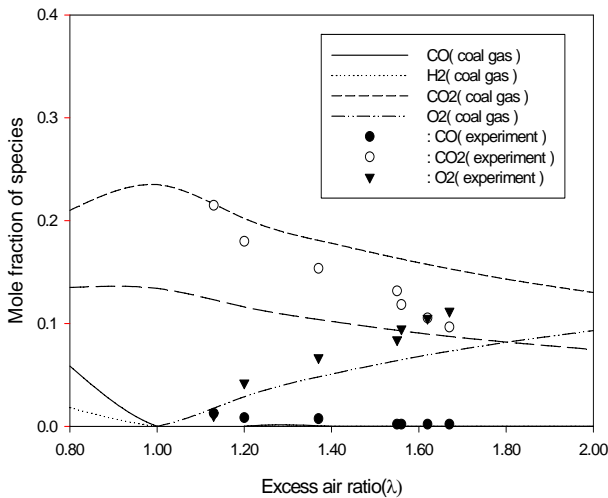 0.4
0.3
0.2
0.1
0.0
Mole fraction of species
CO( coal gas )
H2( coal gas )
CO2( coal gas )
O2( coal gas )
: CO( experiment )
: CO2( experiment )
: O2( experiment )
0.80 1.00 1.20 1.40 1.60 1.80 2.00
Excess air ratio(λ)